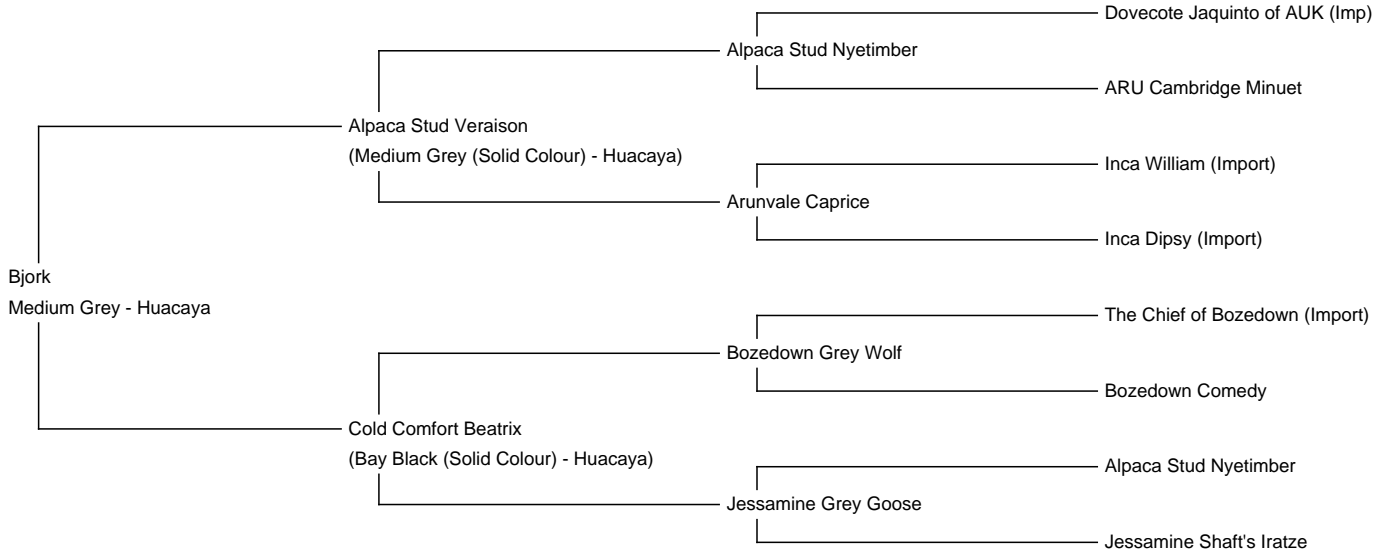 Dovecote Jaquinto of AUK (Imp)
Alpaca Stud Nyetimber
ARU Cambridge Minuet
Alpaca Stud Veraison
(Medium Grey (Solid Colour) - Huacaya)
Inca William (Import)
Arunvale Caprice
Inca Dipsy (Import)
Bjork
Medium Grey - Huacaya
The Chief of Bozedown (Import)
Bozedown Grey Wolf
Bozedown Comedy
Cold Comfort Beatrix
(Bay Black (Solid Colour) - Huacaya)
Alpaca Stud Nyetimber
Jessamine Grey Goose
Jessamine Shaft's Iratze